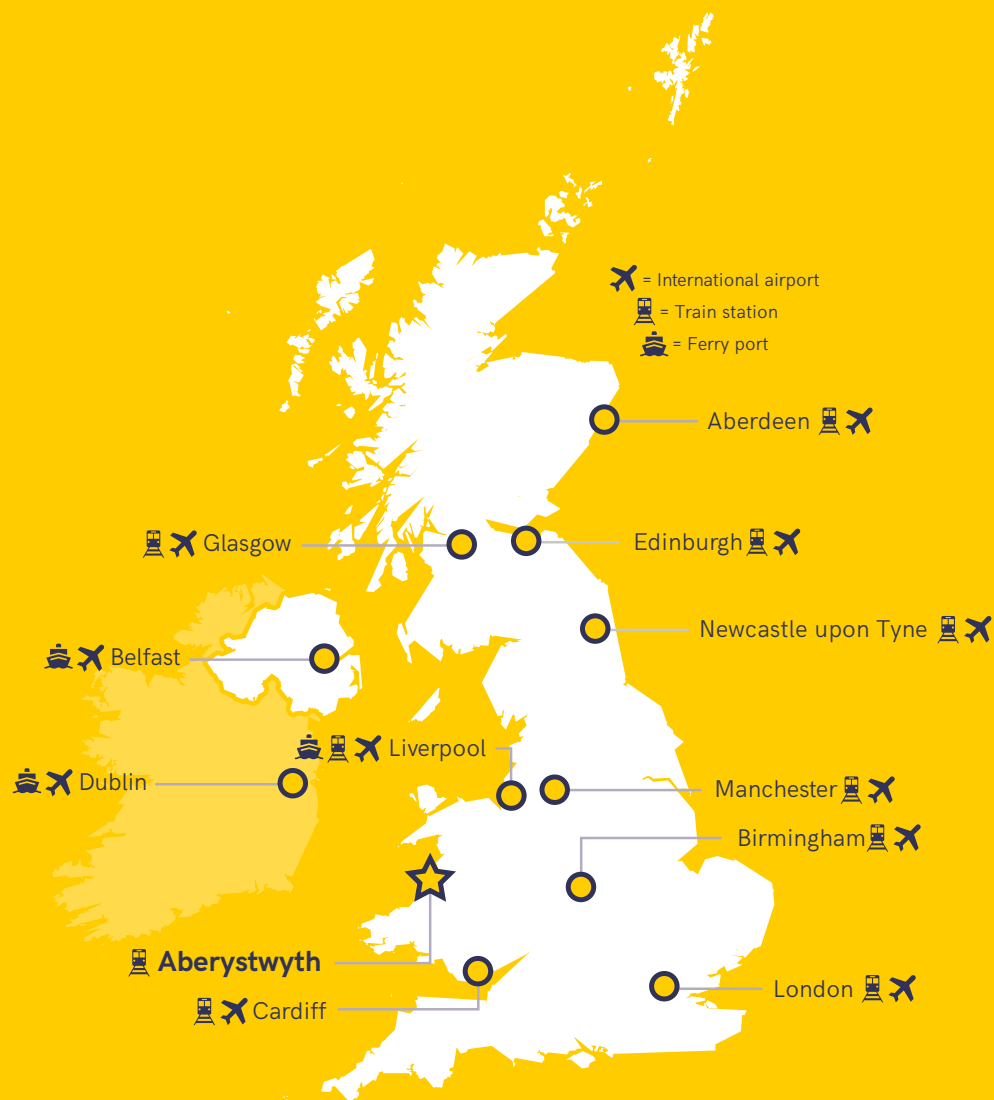 = International airport
= Train station
= Ferry port
Aberdeen
Glasgow
Edinburgh
Newcastle upon Tyne
Belfast
Liverpool
Dublin
Manchester
Birmingham
Aberystwyth
London
Cardiff